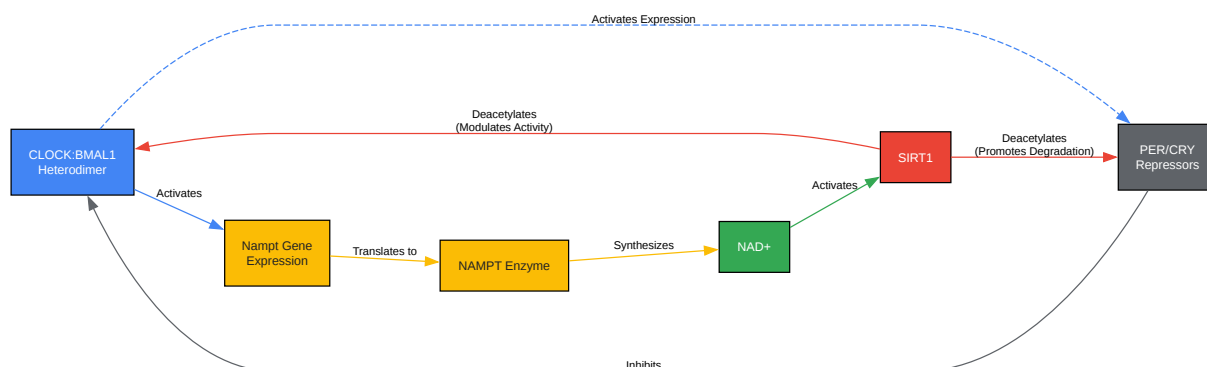 Activates Expression
Deacetylates
(Modulates Activity)
CLOCK:BMAL1
Heterodimer
SIRT1
Deacetylates
(Promotes Degradation)
PER/CRY
Repressors
Activates
Activates
Nampt Gene
Expression
Translates to
NAMPT Enzyme
Synthesizes
NAD+
Inhibits